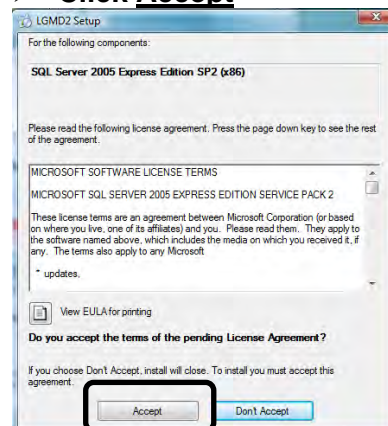 Click Accept
LGMD2 Setup
For the following components:
SQL Server 2005 Express Edition SP2 (x86)
Please read the following license agreement. Press the page down key to see the rest
of the agreement.
MICROSOFT SOFTWARE LICENSE TERMS
MICROSOFT SQL SERVER 2005 EXPRESS EDITION SERVICE PACK 2
These license terms are an agreement between Microsoft Corporation (or based
on where you live, one of its affiliates) and you. Please read them. They apply to
the software named above, which includes the media on which you received it, if
any. The terms also apply to any Microsoft
* updates,
View EULA for printing
Do you accept the terms of the pending License Agreement?
If you choose Don't Accept, install will close. To install you must accept this
agreement.
Accept Don't Accept